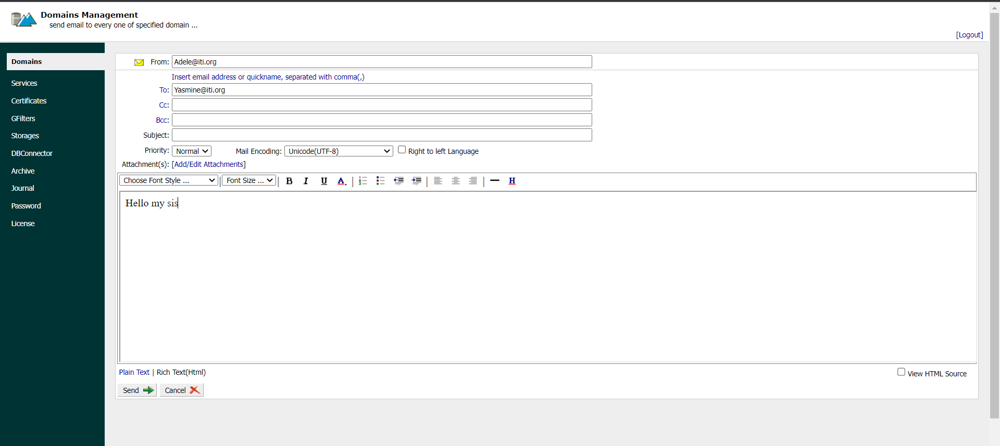 Domains Management
send email to every one of specified domain ...
[Logout]
Domains
Services
Certificates
GFilters
Storages
DBConnector
Archive
Journal
Password
License
From: Adele@iti.org
Insert email address or quickname, separated with comma(,)
To: Yasmine@iti.org
Cc:
Bcc:
Subject:
Priority: Normal Mail Encoding: Unicode(UTF-8) Right to left Language
Attachment(s): [Add/Edit Attachments]
Choose Font Style ... | Font Size ... | B I U A | | | H
Hello my sis
Plain Text | Rich Text(Html)
View HTML Source
Send Cancel